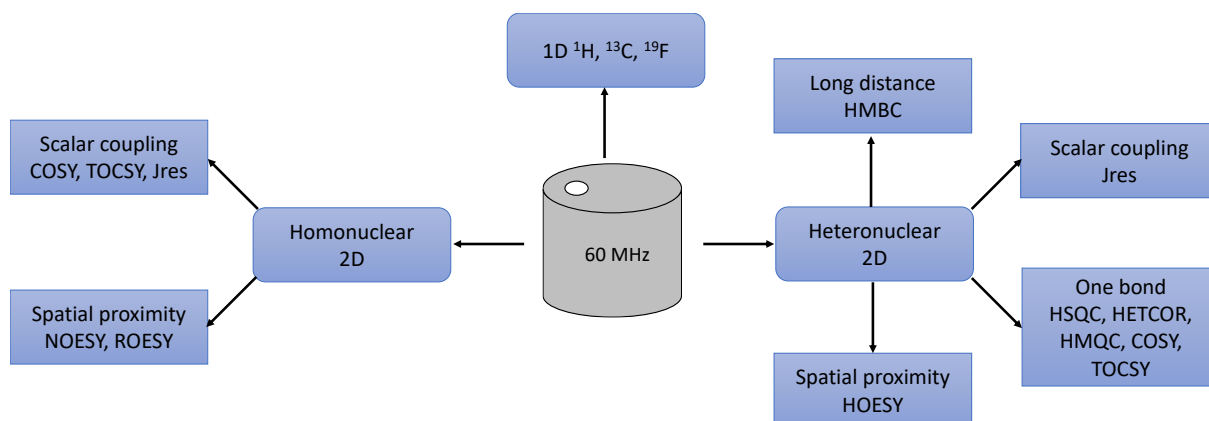 1D ¹H, ¹³C, ¹⁹F
Scalar coupling
COSY, TOCSY, Jres
Homonuclear
2D
Spatial proximity
NOESY, ROESY
60 MHz
Long distance
HMBC
Scalar coupling
Jres
Heteronuclear
2D
One bond
HSQC, HETCOR,
HMQC, COSY,
TOCSY
Spatial proximity
HOESY